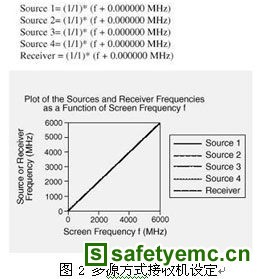 Source 1= (1/1)* (f + 0.000000 MHz)
Source 2= (1/1)* (f + 0.000000 MHz)
Source 3= (1/1)* (f + 0.000000 MHz)
Source 4= (1/1)* (f + 0.000000 MHz)
Receiver = (1/1)* (f + 0.000000 MHz)
Plot of the Sources and Receiver Frequencies
as a Function of Screen Frequency f
Source or Receiver
Frequency (MHz)
6000
5000
4000
3000
2000
1000
0
0 2000 4000 6000
Screen Frequency f (MHz)
Source 1
Source 2
Source 3
Source 4
Receiver
S safetyemc.cn
图 2 多源方式接收机设定